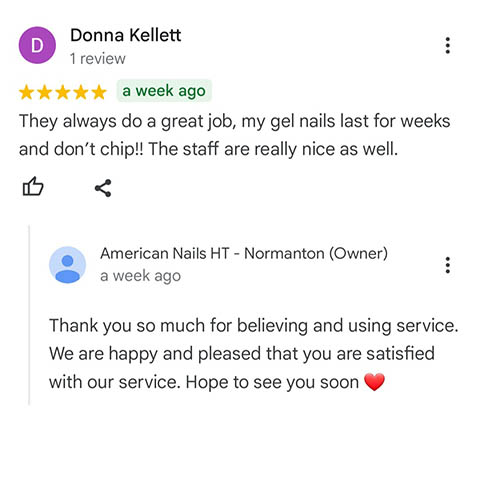 D
Donna Kellett
1 review
a week ago
They always do a great job, my gel nails last for weeks
and don’t chip!! The staff are really nice as well.
American Nails HT - Normanton (Owner)
a week ago
Thank you so much for believing and using service.
We are happy and pleased that you are satisfied
with our service. Hope to see you soon ❤️